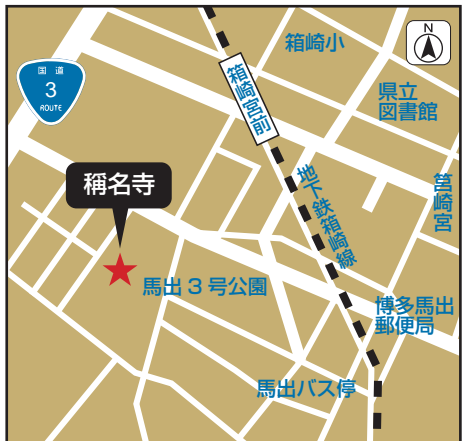 箱崎小
N
国道
3
ROUTE
箱崎宮前
県立
図書館
稱名寺
地下鉄箱崎線
筥崎宮
馬出3号公園
博多馬出
郵便局
馬出バス停